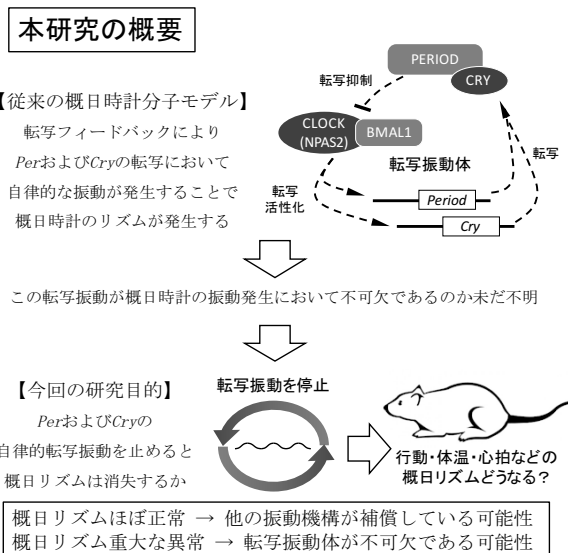 本研究の概要
【従来の概日時計分子モデル】
転写フィードバックにより
PerおよびCryの転写において
自律的な振動が発生することで
概日時計のリズムが発生する
PERIOD
CRY
転写抑制
CLOCK
(NPAS2)
BMAL1
転写振動体
転写
転写
活性化
Period
Cry
この転写振動が概日時計の振動発生において不可欠であるのか未だ不明
【今回の研究目的】
PerおよびCryの
自律的転写振動を止めると
概日リズムは消失するか
転写振動を停止
行動・体温・心拍などの
概日リズムどうなる？
概日リズムほぼ正常 → 他の振動機構が補償している可能性
概日リズム重大な異常 → 転写振動体が不可欠である可能性